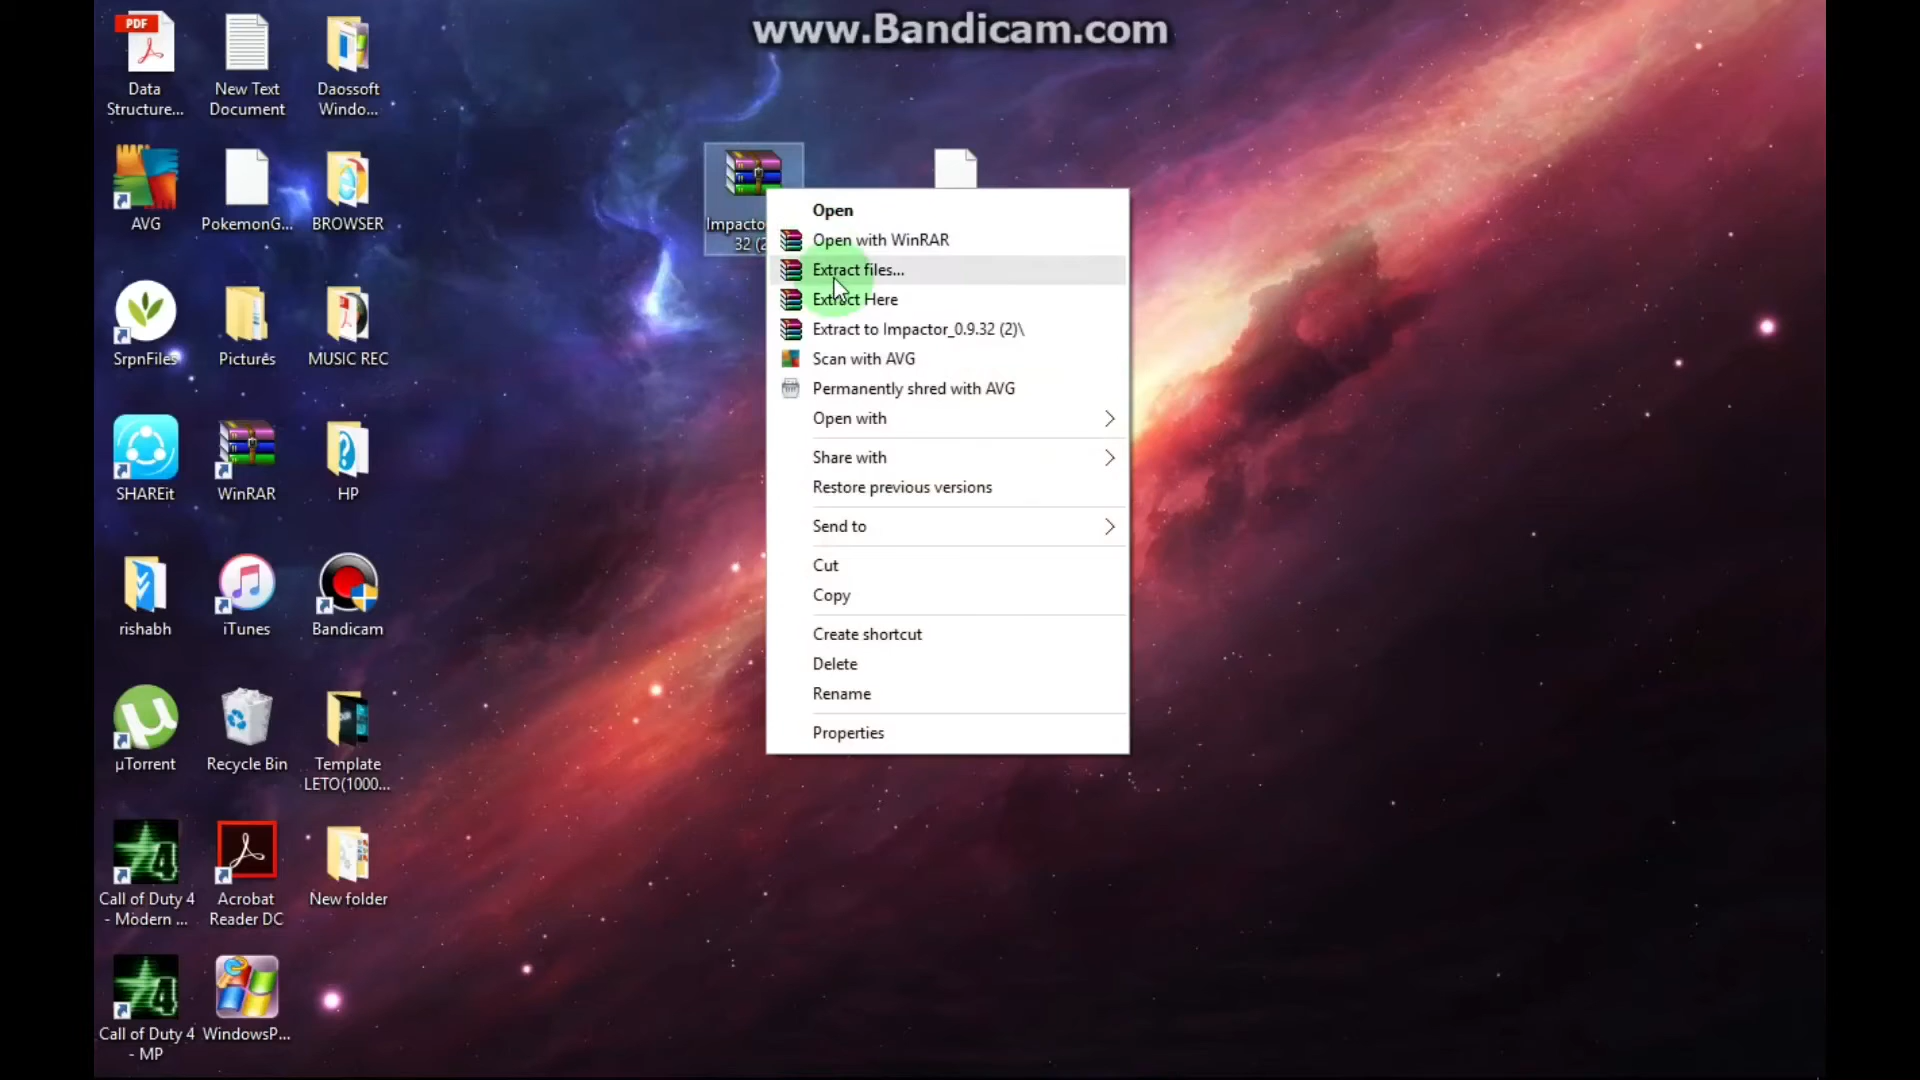 www.Bandicam.com
PDF
Data
Structure...
New Text
Document
Daossoft
Windo...
AVG
PokemonG...
BROWSER
Impacto
32 (2
SrpnFiles
Pictures
MUSIC REC
SHAREit
WinRAR
HP
rishabh
iTunes
Bandicam
µTorrent
Recycle Bin
Template
LETO(1000...
Call of Duty 4
- Modern ...
Acrobat
Reader DC
New folder
Call of Duty 4
- MP
WindowsP...
Open
Open with WinRAR
Extract files...
Extract Here
Extract to Impactor_0.9.32 (2)\
Scan with AVG
Permanently shred with AVG
Open with
Share with
Restore previous versions
Send to
Cut
Copy
Create shortcut
Delete
Rename
Properties